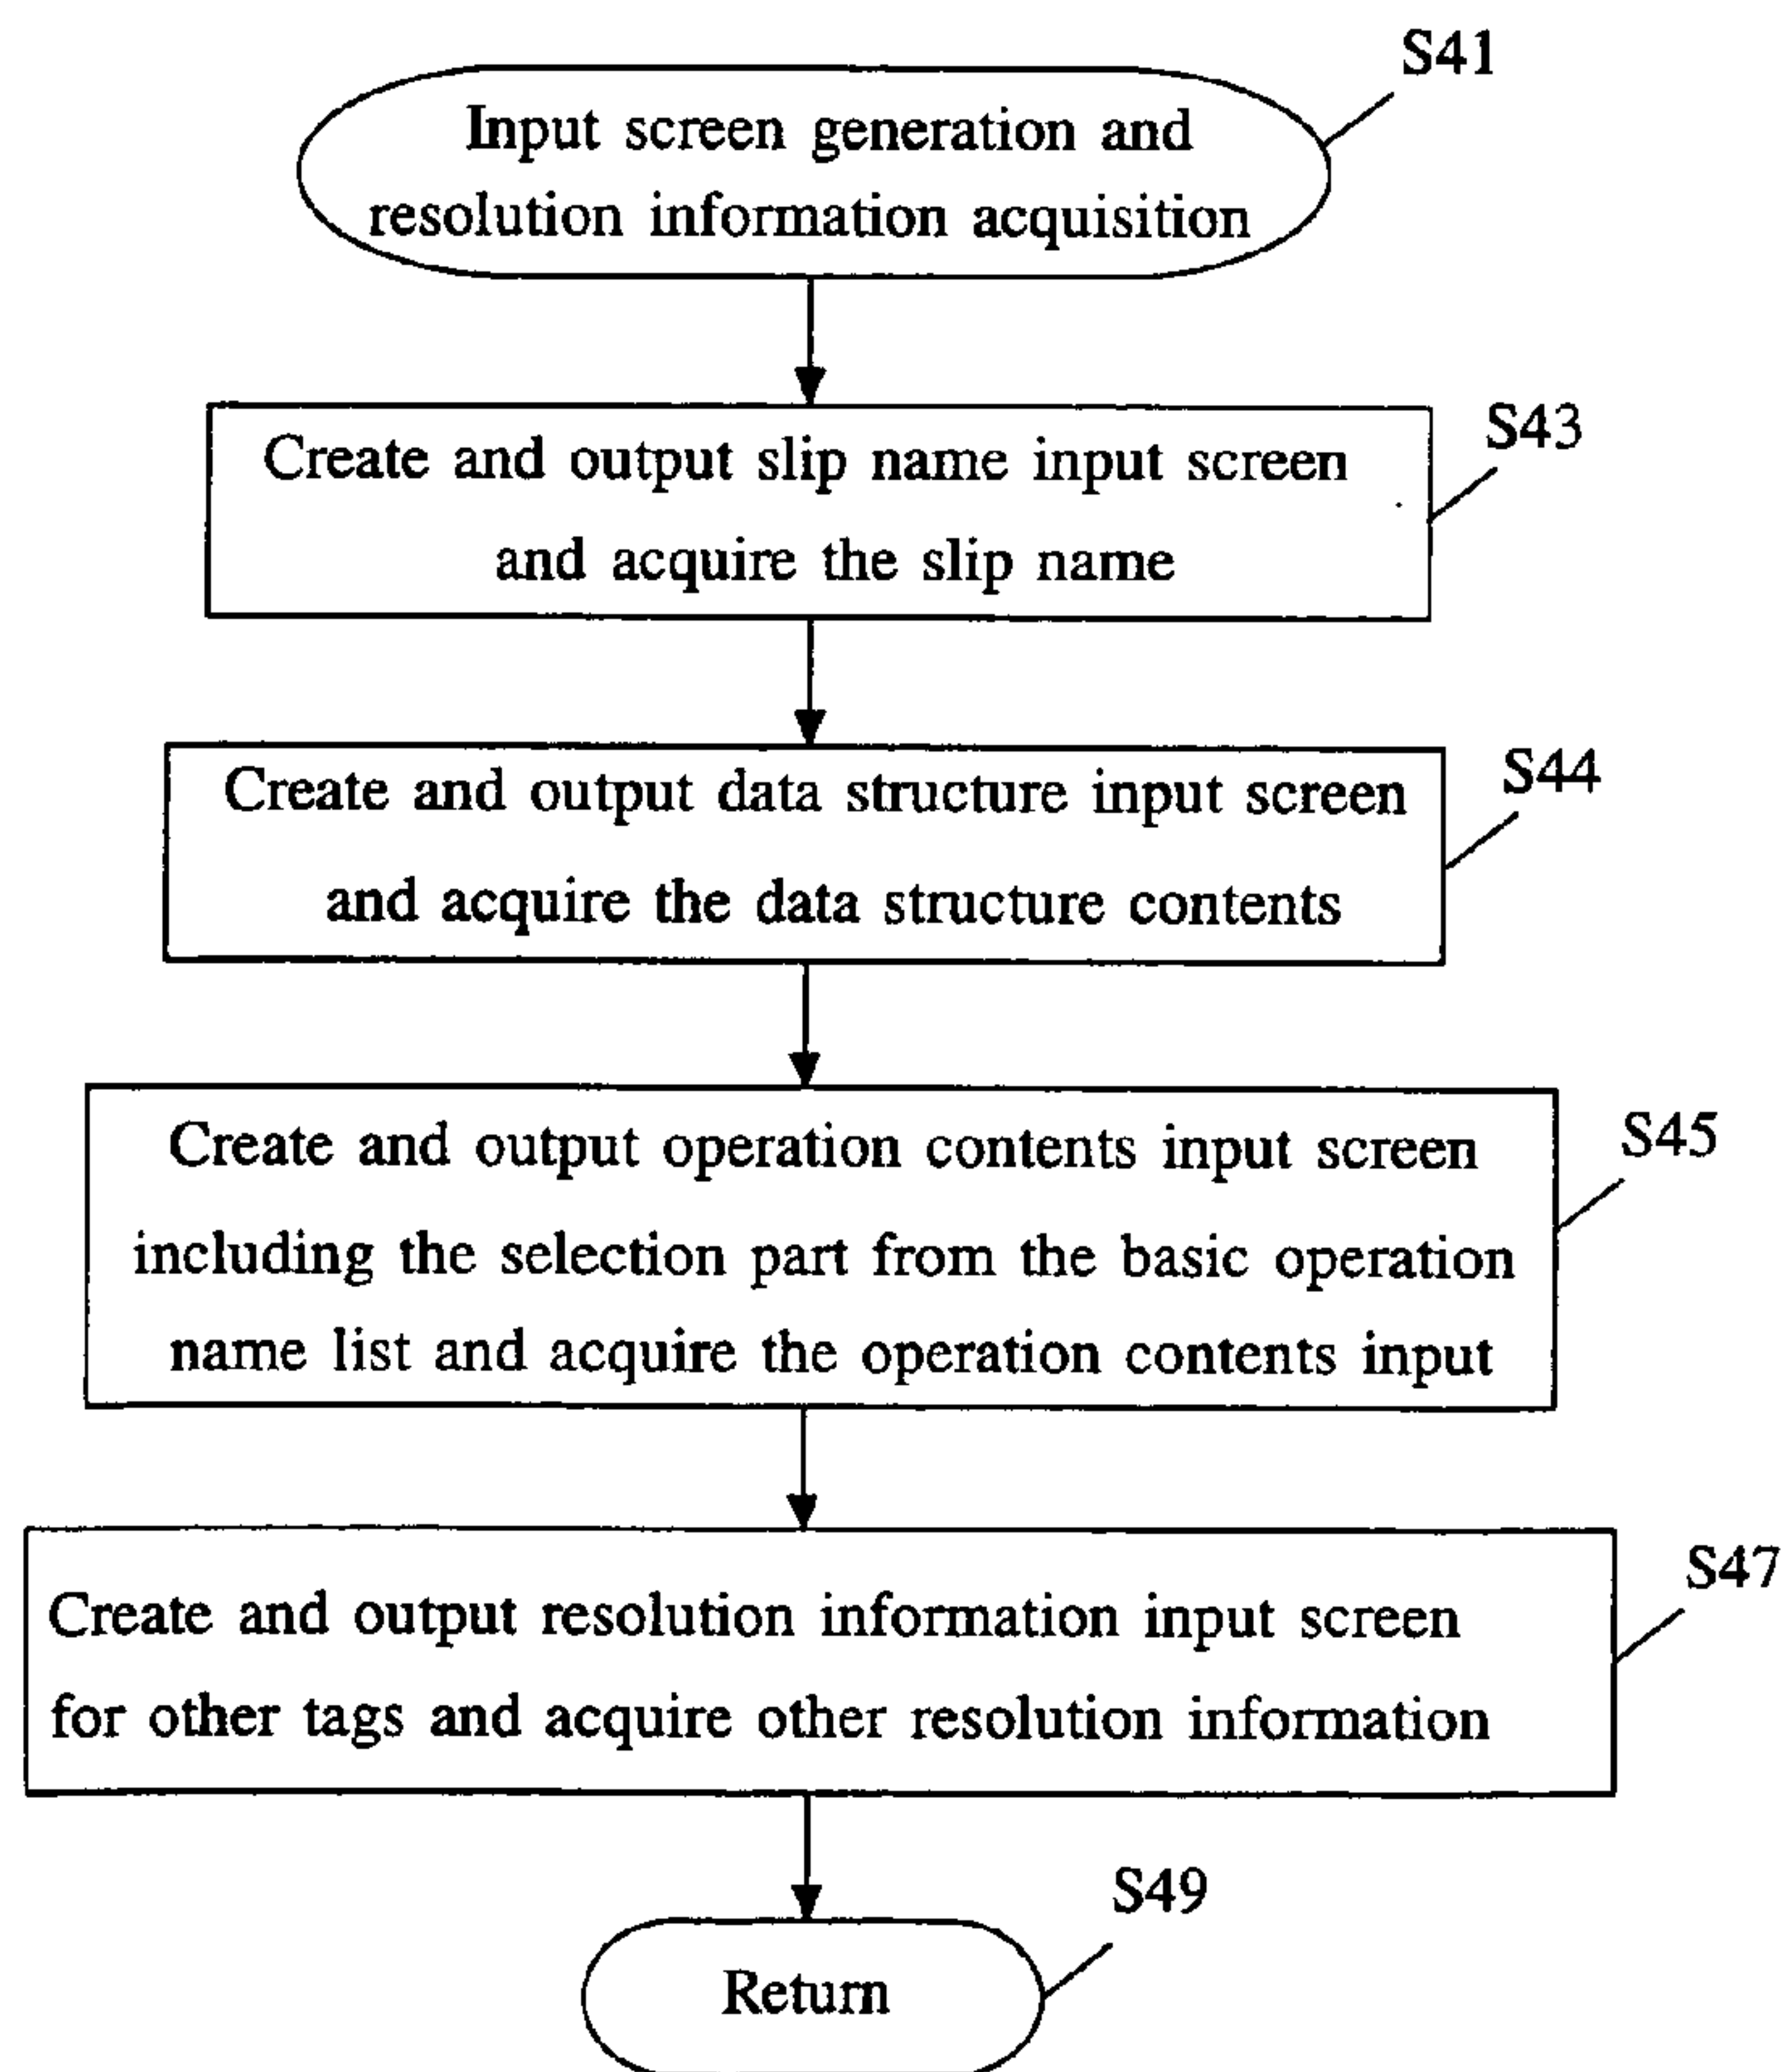 S41
Input screen generation and
resolution information acquisition
S43
Create and output slip name input screen
and acquire the slip name
S44
Create and output data structure input screen
and acquire the data structure contents
S45
Create and output operation contents input screen
including the selection part from the basic operation
name list and acquire the operation contents input
S47
Create and output resolution information input screen
for other tags and acquire other resolution information
S49
Return